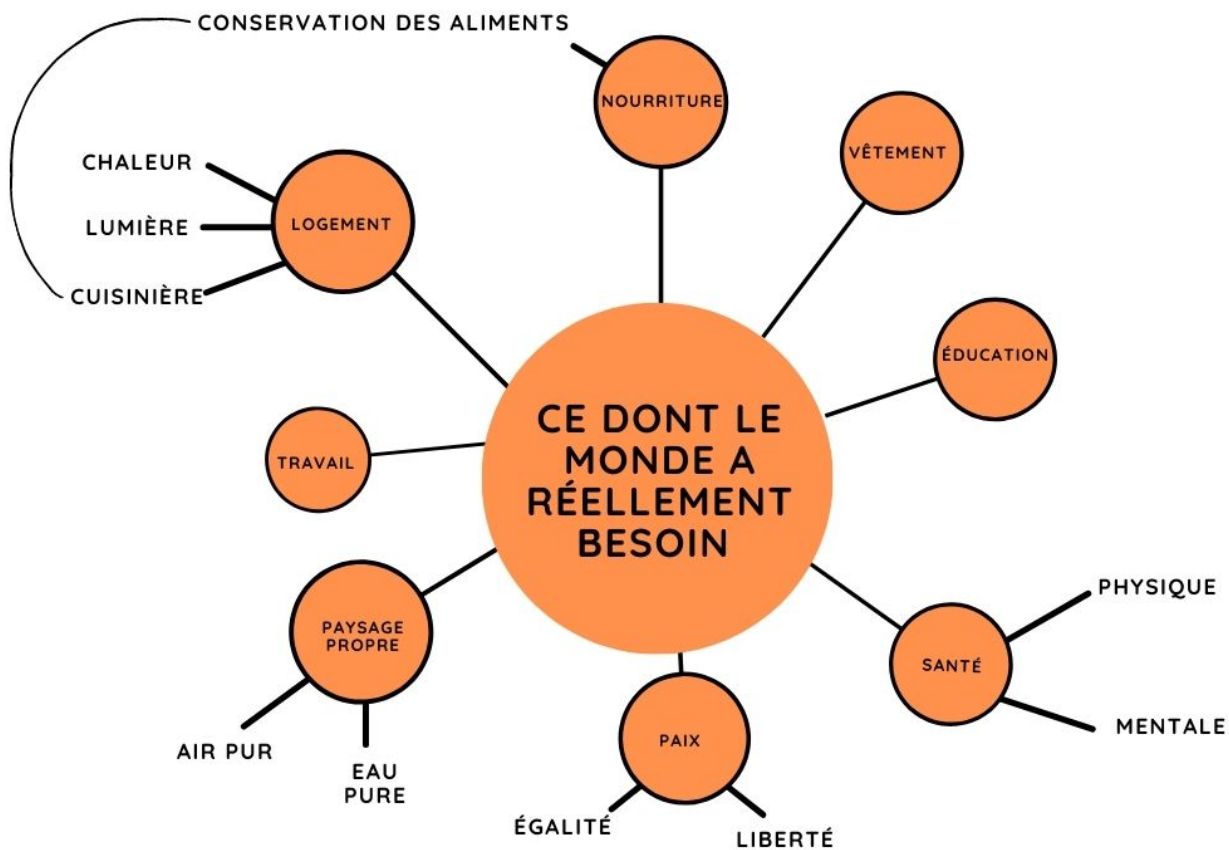 CONSERVATION DES ALIMENTS
NOURRITURE
VÊTEMENT
CHALEUR
LUMIÈRE
CUISINIÈRE
LOGEMENT
ÉDUCATION
CE DONT LE
MONDE A
RÉELLEMENT
BESOIN
TRAVAIL
PAYSAGE
PROPRE
AIR PUR
EAU
PURE
PAIX
ÉGALITÉ
LIBERTÉ
SANTÉ
PHYSIQUE
MENTALE